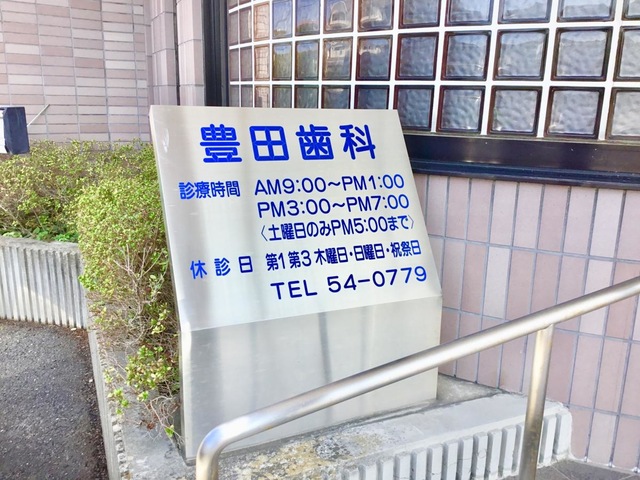 豊田歯科
診療時間 AM9:00～PM1:00
PM3:00～PM7:00
〈土曜日のみPM5:00まで〉
休診日 第1第3木曜日・日曜日・祝祭日
TEL 54-0779